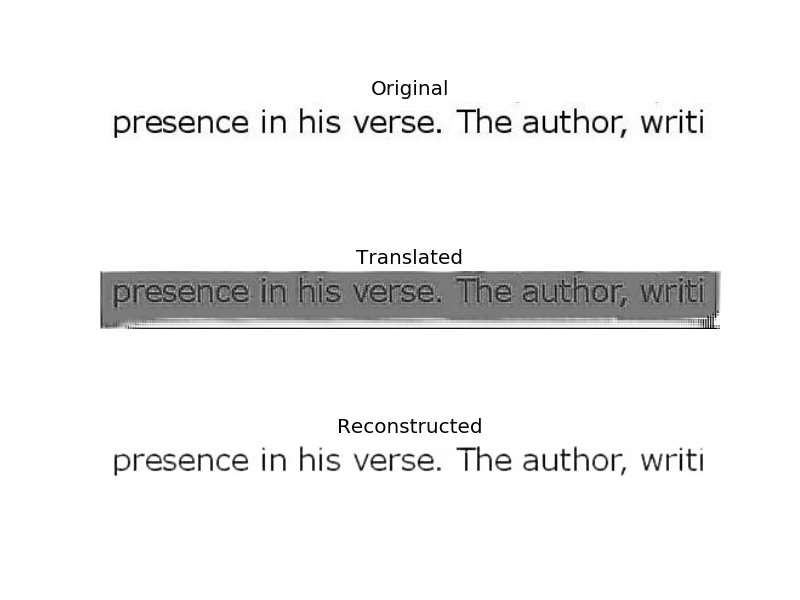 Original
presence in his verse. The author, writi
Translated
presence in his verse. The author, writi
Reconstructed
presence in his verse. The author, writi